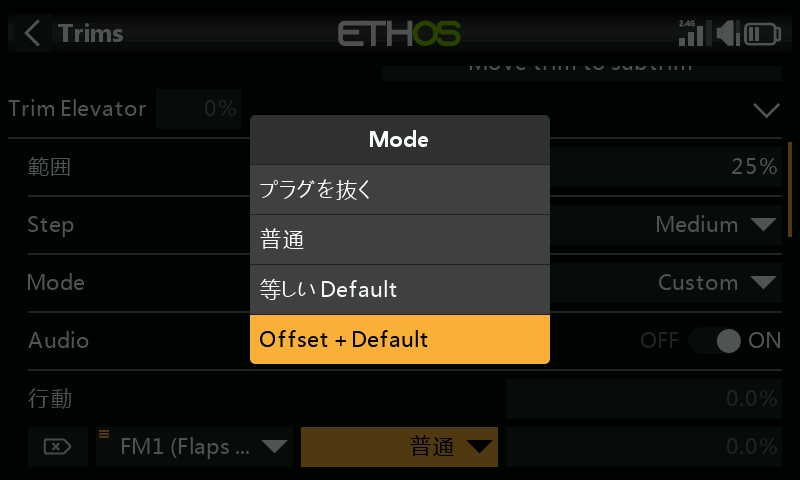 Trims
ETHOS
2.4G
Move trim to subtrim
Trim Elevator
0%
範囲
25%
Step
Medium
Mode
Custom
Audio
OFF
ON
行動
0.0%
FM1 (Flaps ...
普通
0.0%
Mode
プラグを抜く
普通
等しい Default
Offset + Default